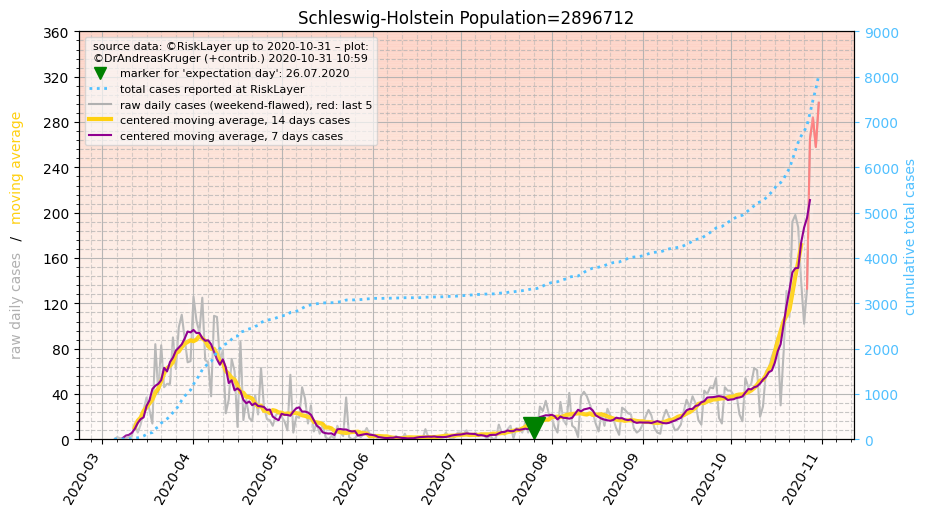 Schleswig-Holstein Population=2896712
source data: ©RiskLayer up to 2020-10-31 – plot:
©DrAndreasKruger (+contrib.) 2020-10-31 10:59
marker for 'expectation day': 26.07.2020
total cases reported at RiskLayer
raw daily cases (weekend-flawed), red: last 5
centered moving average, 14 days cases
centered moving average, 7 days cases
raw daily cases / moving average
360
320
280
240
200
160
120
80
40
0
9000
8000
7000
6000
5000
4000
3000
2000
1000
0
cumulative total cases
2020-03
2020-04
2020-05
2020-06
2020-07
2020-08
2020-09
2020-10
2020-11